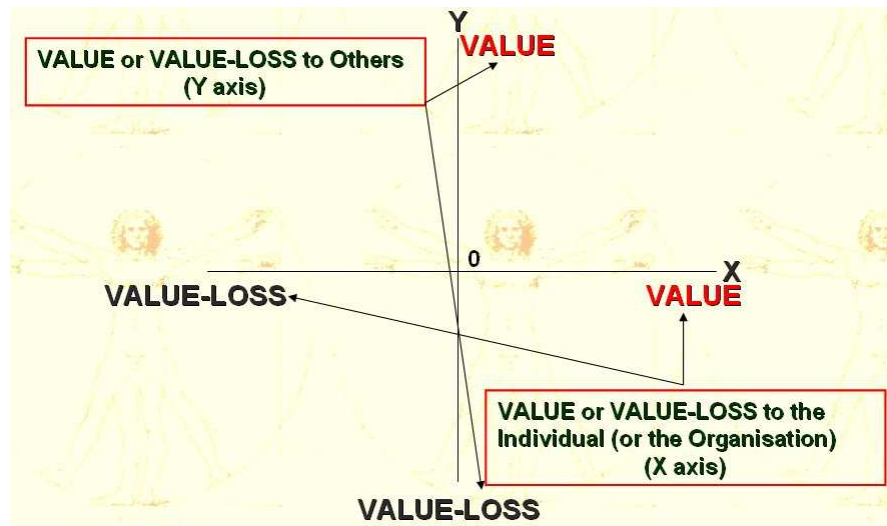 Y
VALUE
VALUE or VALUE-LOSS to Others
(Y axis)
0
X
VALUE-LOSS
VALUE
VALUE or VALUE-LOSS to the
Individual (or the Organisation)
(X axis)
VALUE-LOSS